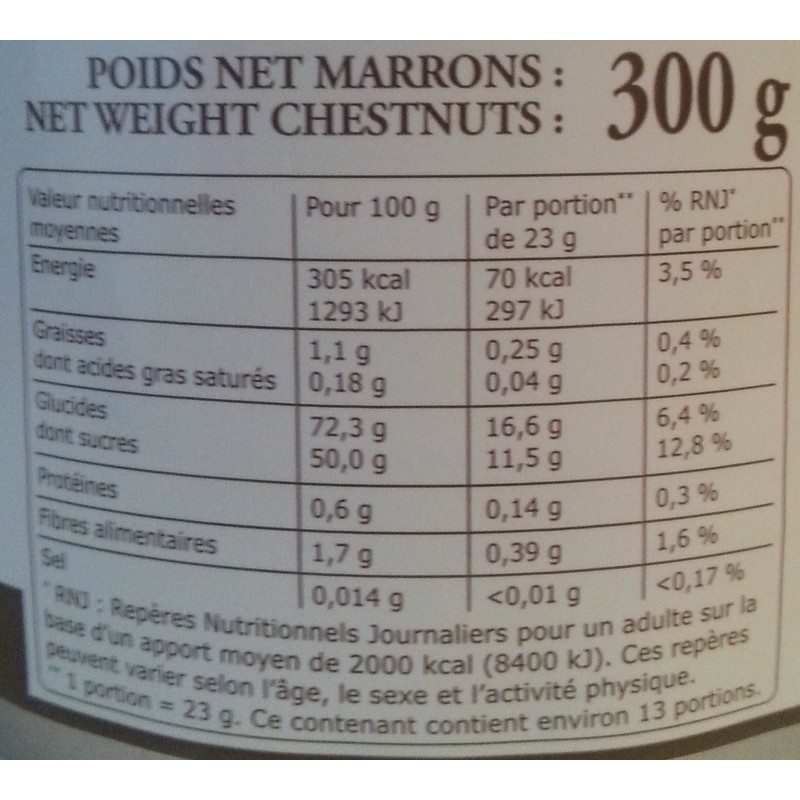 POIDS NET MARRONS :
NET WEIGHT CHESTNUTS :
300 g
Valeur nutritionnelles moyennes | Pour 100 g | Par portion** de 23 g | % RNJ* par portion**
Energie | 305 kcal 1293 kJ | 70 kcal 297 kJ | 3,5 %
Graisses | 1,1 g | 0,25 g | 0,4 %
dont acides gras saturés | 0,18 g | 0,04 g | 0,2 %
Glucides | 72,3 g | 16,6 g | 6,4 %
dont sucres | 50,0 g | 11,5 g | 12,8 %
Protéines | 0,6 g | 0,14 g | 0,3 %
Fibres alimentaires | 1,7 g | 0,39 g | 1,6 %
Sel | 0,014 g | <0,01 g | <0,17 %
* RNJ : Repères Nutritionnels Journaliers pour un adulte sur la
base d'un apport moyen de 2000 kcal (8400 kJ). Ces repères
peuvent varier selon l'âge, le sexe et l'activité physique.
** 1 portion = 23 g. Ce contenant contient environ 13 portions.